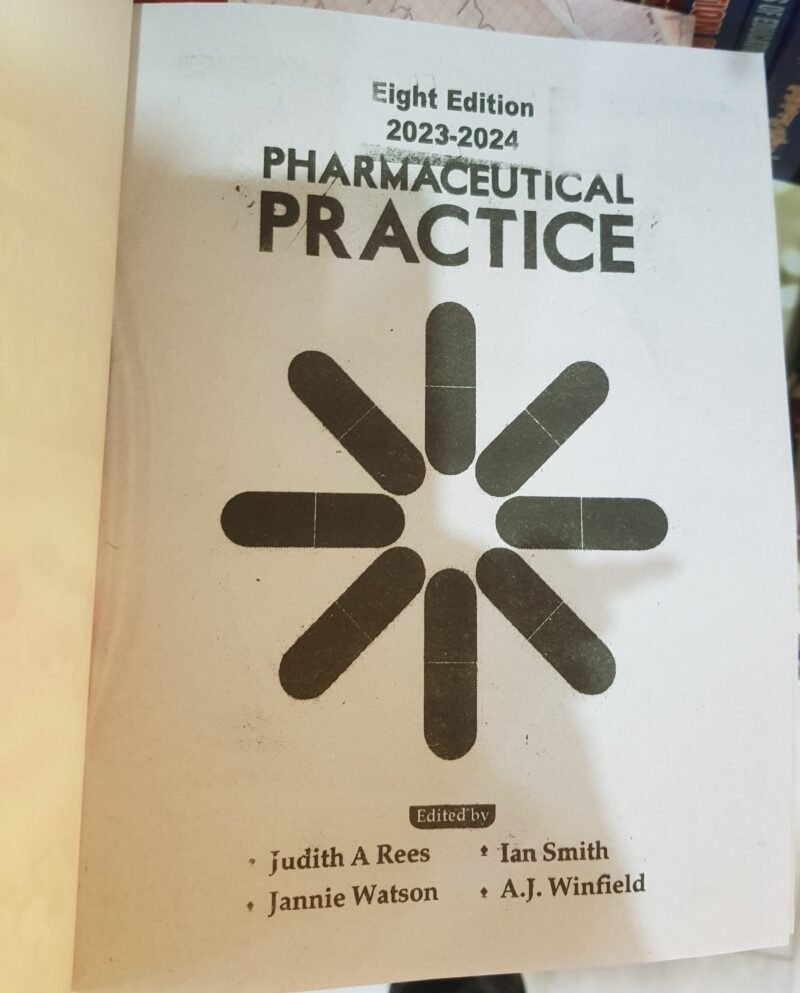 Eight Edition
2023-2024
PHARMACEUTICAL
PRACTICE
Edited by
Judith A Rees
Ian Smith
Jannie Watson
A.J. Winfield